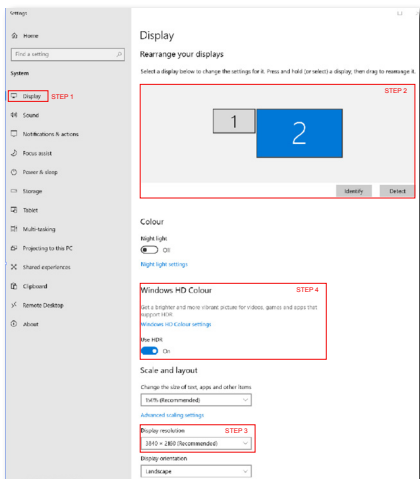 Settings
Home
Find a setting
System
Display STEP 1
Sound
Notifications & actions
Focus assist
Power & sleep
Storage
Tablet
Multi-tasking
Projecting to this PC
Shared experiences
Clipboard
Remote Desktop
About
Display
Rearrange your displays
Select a display below to change the settings for it. Press and hold (or select) a display, then drag to rearrange it.
STEP 2
1
2
Identify Detect
Colour
Night light
Off
Night light settings
Windows HD Colour STEP 4
Get a brighter and more vibrant picture for videos, games and apps that
support HDR.
Windows HD Colour settings
Use HDR
On
Scale and layout
Change the size of text, apps and other items
(Recommended)
Advanced scaling settings
Display resolution STEP 3
3840 × 2160 (Recommended)
Display orientation
Landscape